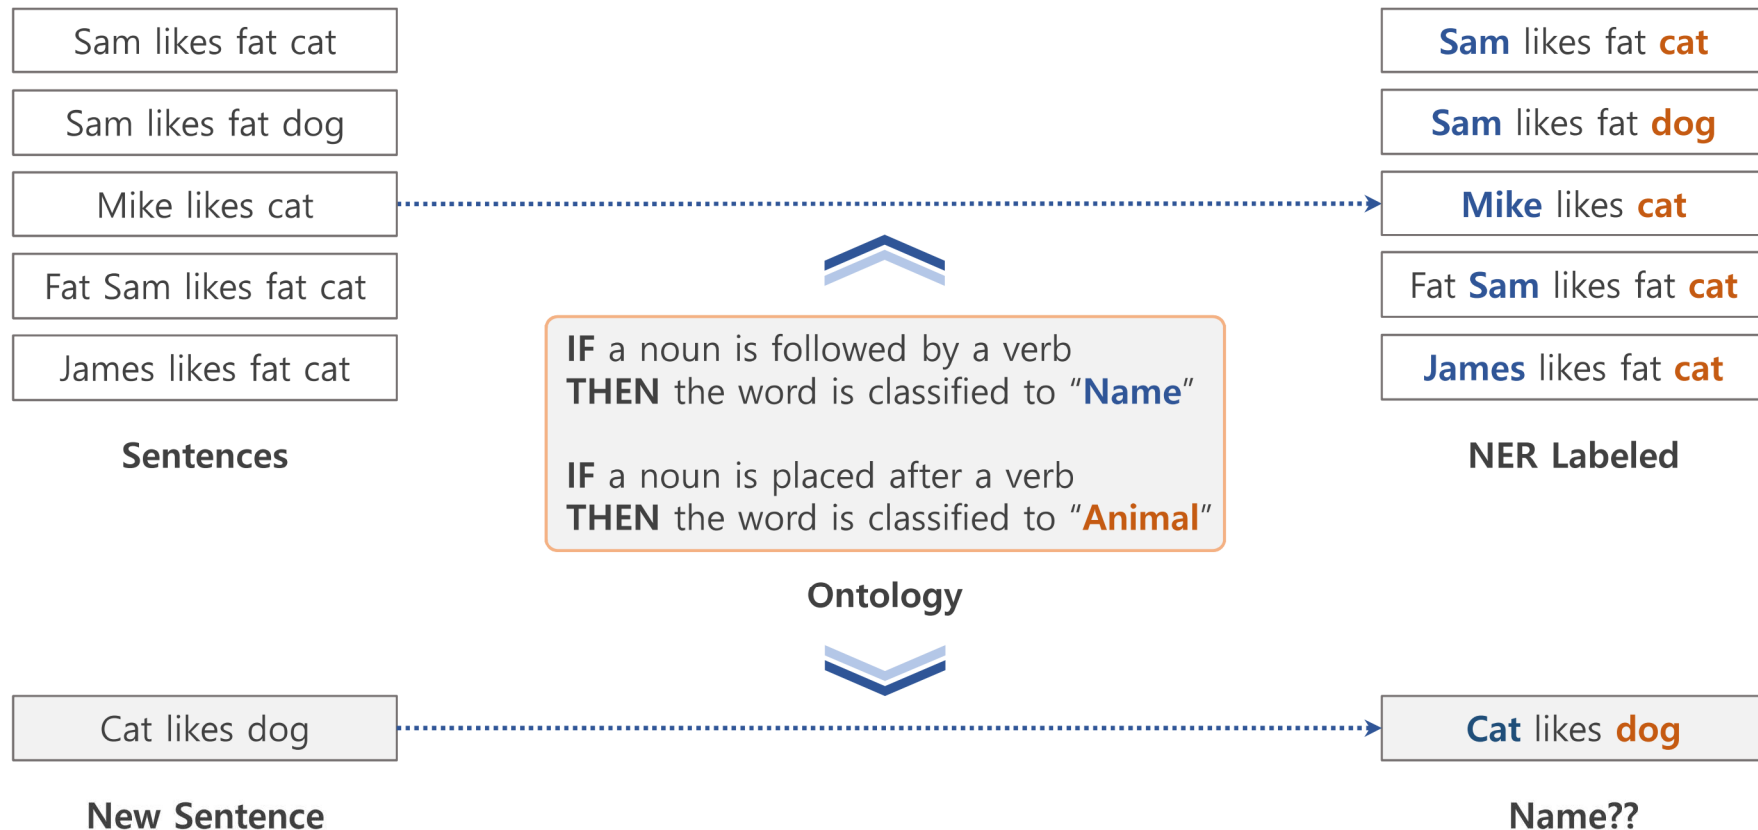 Sam likes fat cat
Sam likes fat dog
Mike likes cat
Fat Sam likes fat cat
James likes fat cat
Sentences
IF a noun is followed by a verb
THEN the word is classified to “Name”
IF a noun is placed after a verb
THEN the word is classified to “Animal”
Ontology
Sam likes fat cat
Sam likes fat dog
Mike likes cat
Fat Sam likes fat cat
James likes fat cat
NER Labeled
Cat likes dog
New Sentence
Cat likes dog
Name??